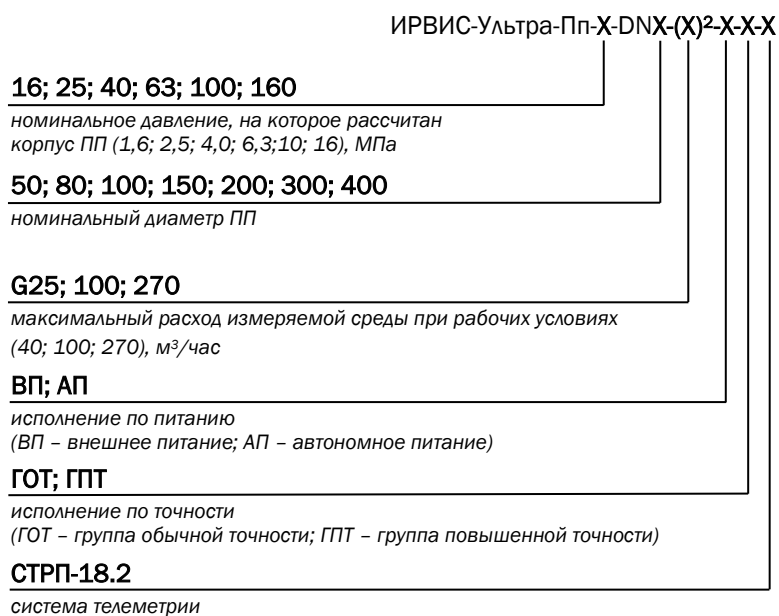 ИРВИС-Ультра-Пп-Х-DNХ-(Х)²-Х-Х-Х
16; 25; 40; 63; 100; 160
номинальное давление, на которое рассчитан
корпус ПП (1,6; 2,5; 4,0; 6,3;10; 16), МПа
50; 80; 100; 150; 200; 300; 400
номинальный диаметр ПП
G25; 100; 270
максимальный расход измеряемой среды при рабочих условиях
(40; 100; 270), м³/час
ВП; АП
исполнение по питанию
(ВП – внешнее питание; АП – автономное питание)
ГОТ; ГПТ
исполнение по точности
(ГОТ – группа обычной точности; ГПТ – группа повышенной точности)
СТРП-18.2
система телеметрии